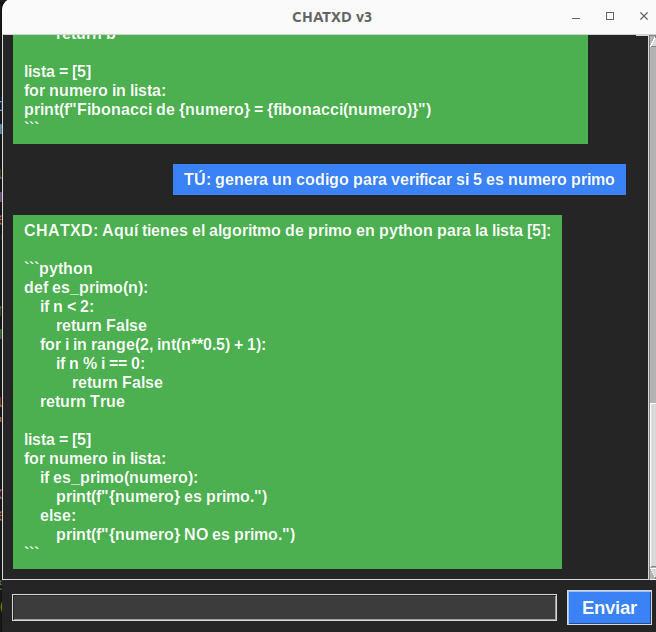 CHATXD v3
return b
lista = [5]
for numero in lista:
print(f"Fibonacci de {numero} = {fibonacci(numero)}")
```
TÚ: genera un codigo para verificar si 5 es numero primo
CHATXD: Aquí tienes el algoritmo de primo en python para la lista [5]:
```python
def es_primo(n):
    if n < 2:
        return False
    for i in range(2, int(n**0.5) + 1):
        if n % i == 0:
            return False
    return True
lista = [5]
for numero in lista:
    if es_primo(numero):
        print(f"{numero} es primo.")
    else:
        print(f"{numero} NO es primo.")
```
Enviar